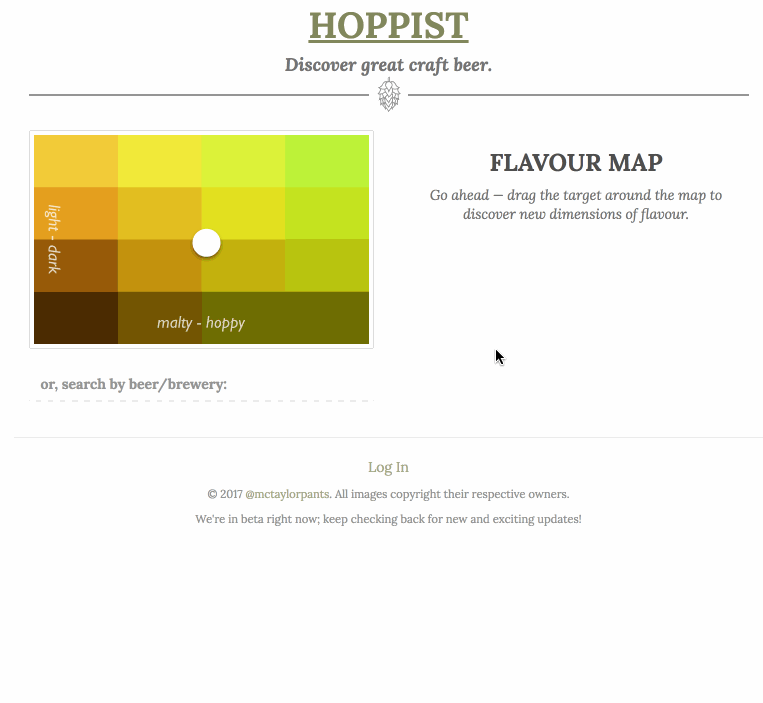 HOPPIST
Discover great craft beer.
light - dark
malty - hoppy
FLAVOUR MAP
Go ahead — drag the target around the map to
discover new dimensions of flavour.
or, search by beer/brewery:
Log In
© 2017 @mctaylorpants. All images copyright their respective owners.
We're in beta right now; keep checking back for new and exciting updates!